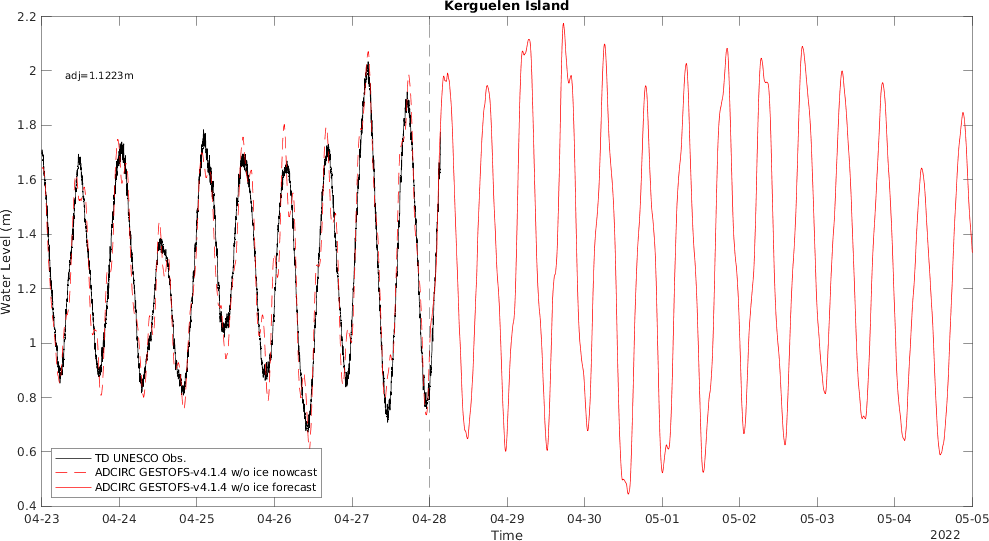 Kerguelen Island
adj=1.1223m
Water Level (m)
2.2
2
1.8
1.6
1.4
1.2
1
0.8
0.6
0.4
TD UNESCO Obs.
ADCIRC GESTOFS-v4.1.4 w/o ice nowcast
ADCIRC GESTOFS-v4.1.4 w/o ice forecast
04-23 04-24 04-25 04-26 04-27 04-28 04-29 04-30 05-01 05-02 05-03 05-04 05-05
Time
2022